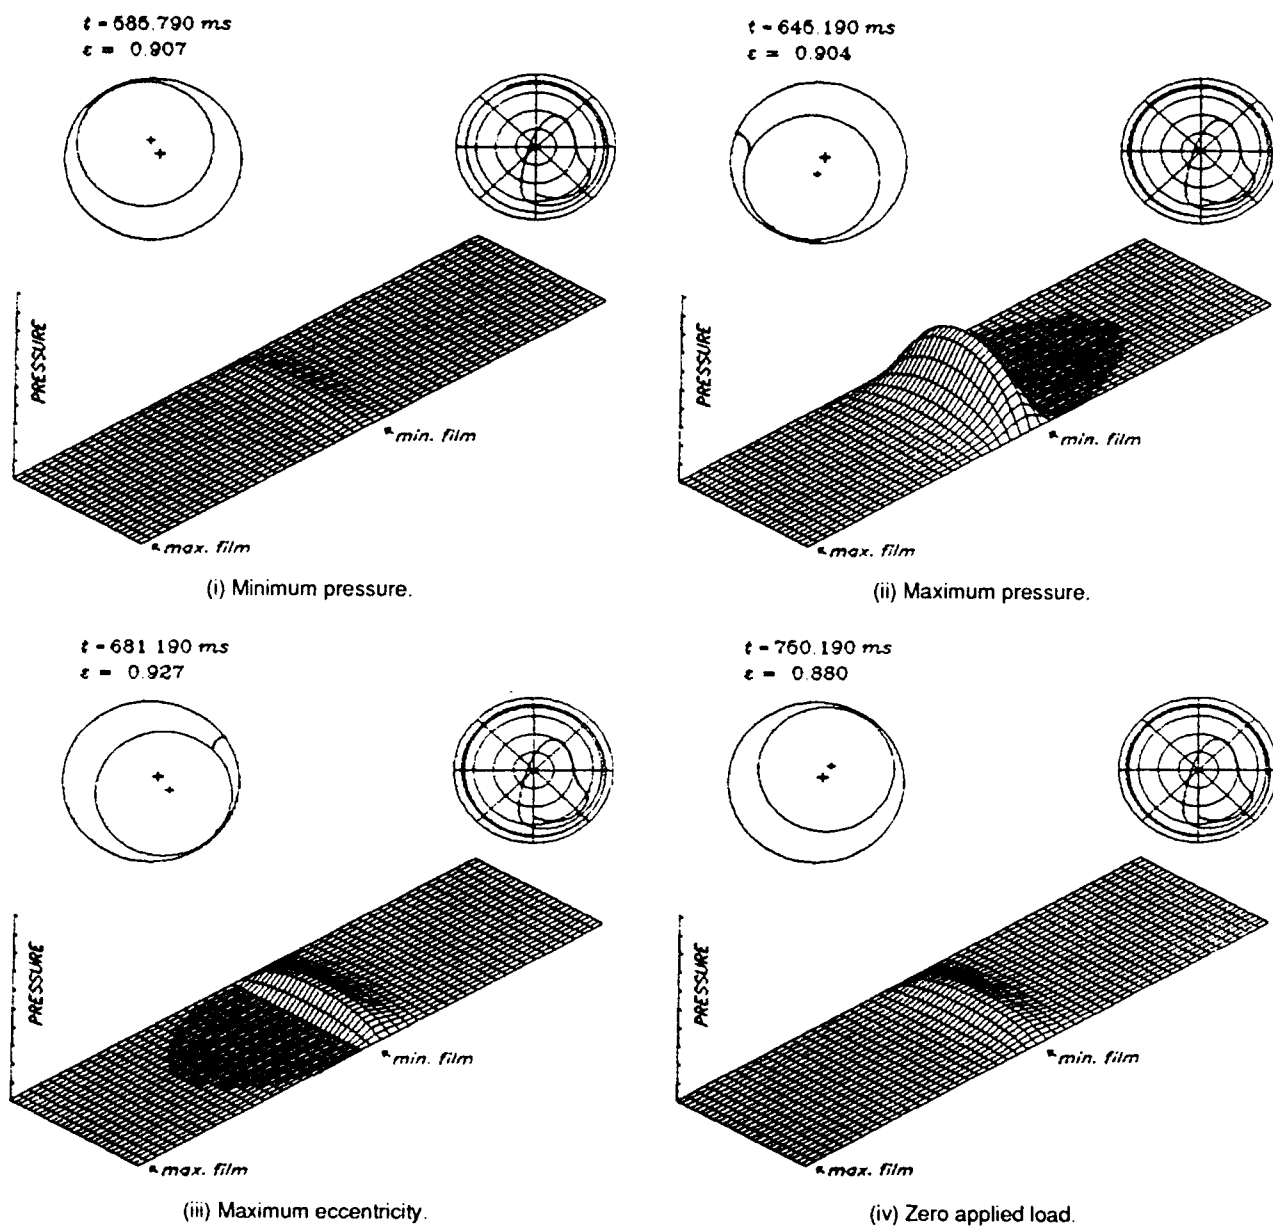 t = 585.790 ms
ε = 0.907
t = 645.190 ms
ε = 0.904
PRESSURE
min. film
max. film
PRESSURE
min. film
max. film
(i) Minimum pressure.
(ii) Maximum pressure.
t = 681.190 ms
ε = 0.927
t = 750.190 ms
ε = 0.880
PRESSURE
min. film
max. film
PRESSURE
min. film
max. film
(iii) Maximum eccentricity.
(iv) Zero applied load.